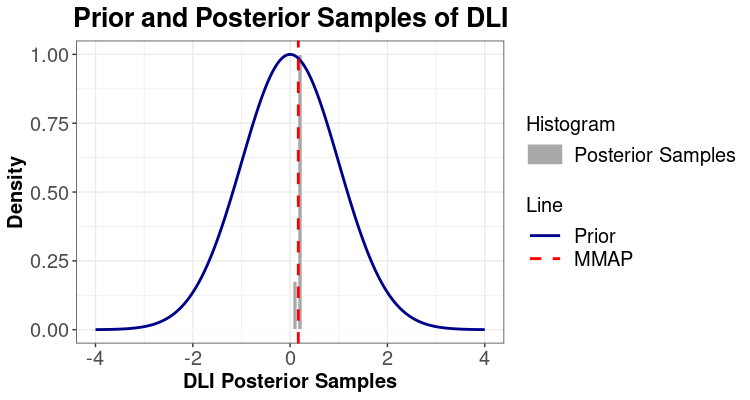 Prior and Posterior Samples of DLI
Density
1.00
0.75
0.50
0.25
0.00
-4
-2
0
2
4
DLI Posterior Samples
Histogram
Posterior Samples
Line
Prior
MMAP